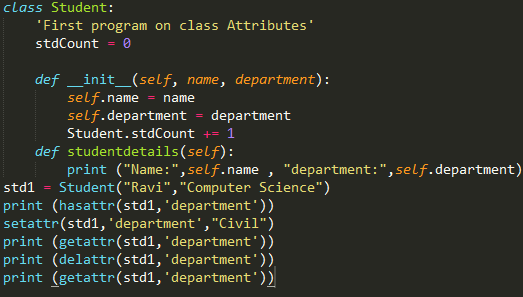 class Student:
    'First program on class Attributes'
    stdCount = 0

    def __init__(self, name, department):
        self.name = name
        self.department = department
        Student.stdCount += 1
    def studentdetails(self):
        print ("Name:",self.name , "department:",self.department)
std1 = Student("Ravi","Computer Science")
print (hasattr(std1,'department'))
setattr(std1,'department',"Civil")
print (getattr(std1,'department'))
print (delattr(std1,'department'))
print (getattr(std1,'department'))